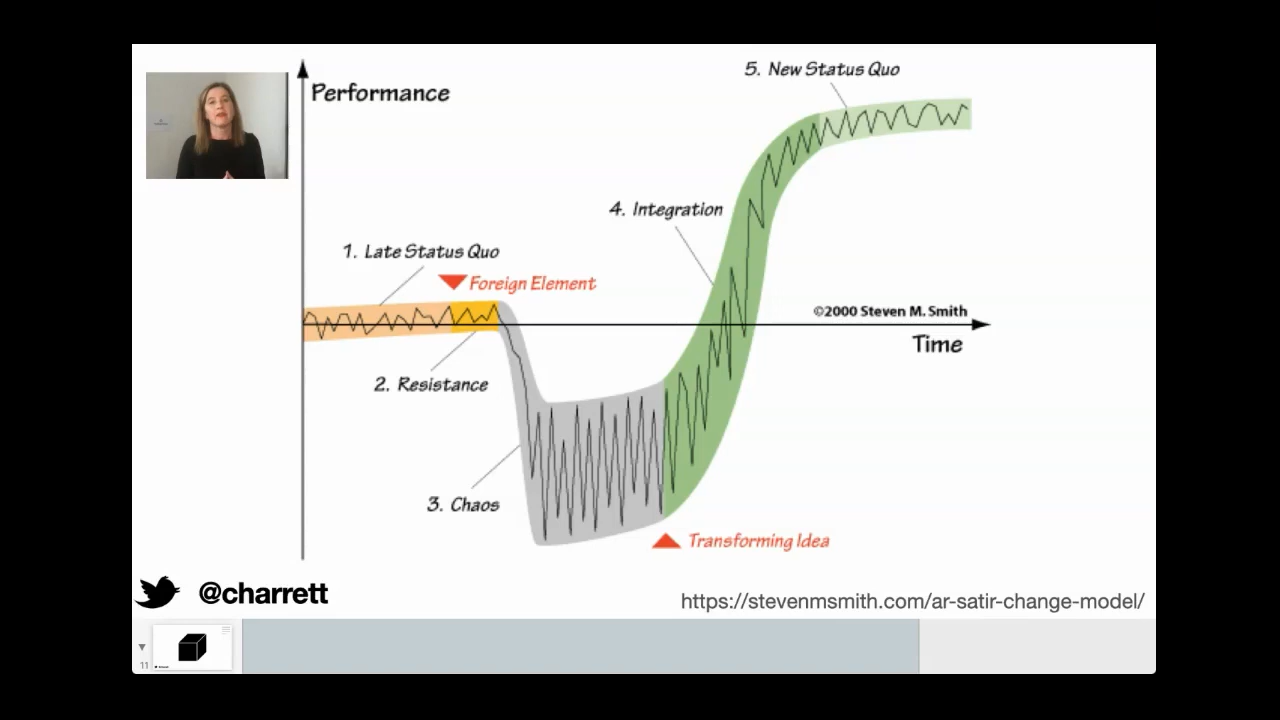 Performance
5. New Status Quo
4. Integration
1. Late Status Quo
Foreign Element
©2000 Steven M. Smith
Time
2. Resistance
3. Chaos
Transforming Idea
@charrett
https://stevenmsmith.com/ar-satir-change-model/
11